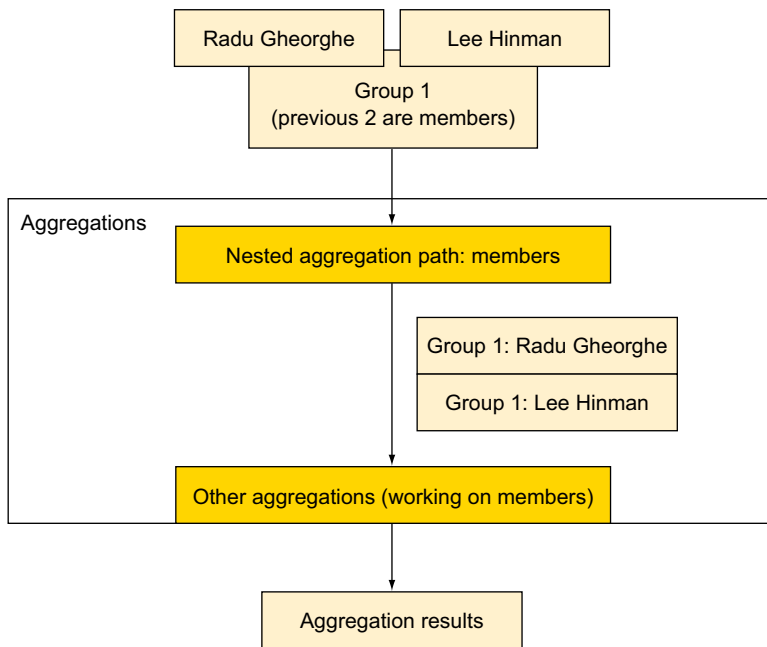 Radu Gheorghe
Lee Hinman
Group 1
(previous 2 are members)
Aggregations
Nested aggregation path: members
Group 1: Radu Gheorghe
Group 1: Lee Hinman
Other aggregations (working on members)
Aggregation results